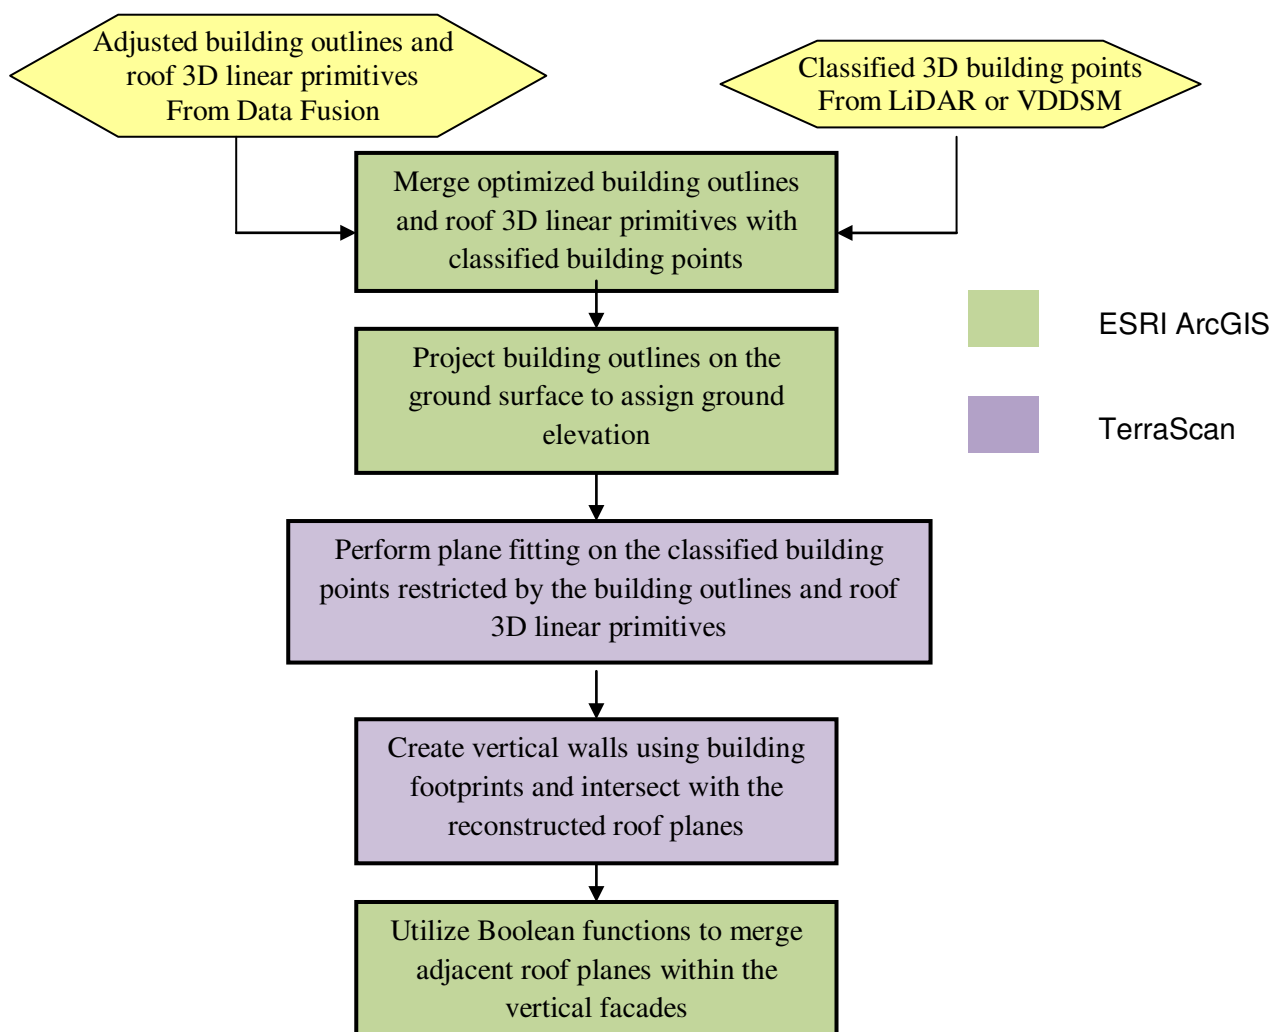 Adjusted building outlines and
roof 3D linear primitives
From Data Fusion
Classified 3D building points
From LiDAR or VDDSM
Merge optimized building outlines
and roof 3D linear primitives with
classified building points
Project building outlines on the
ground surface to assign ground
elevation
ESRI ArcGIS
TerraScan
Perform plane fitting on the classified building
points restricted by the building outlines and roof
3D linear primitives
Create vertical walls using building
footprints and intersect with the
reconstructed roof planes
Utilize Boolean functions to merge
adjacent roof planes within the
vertical facades